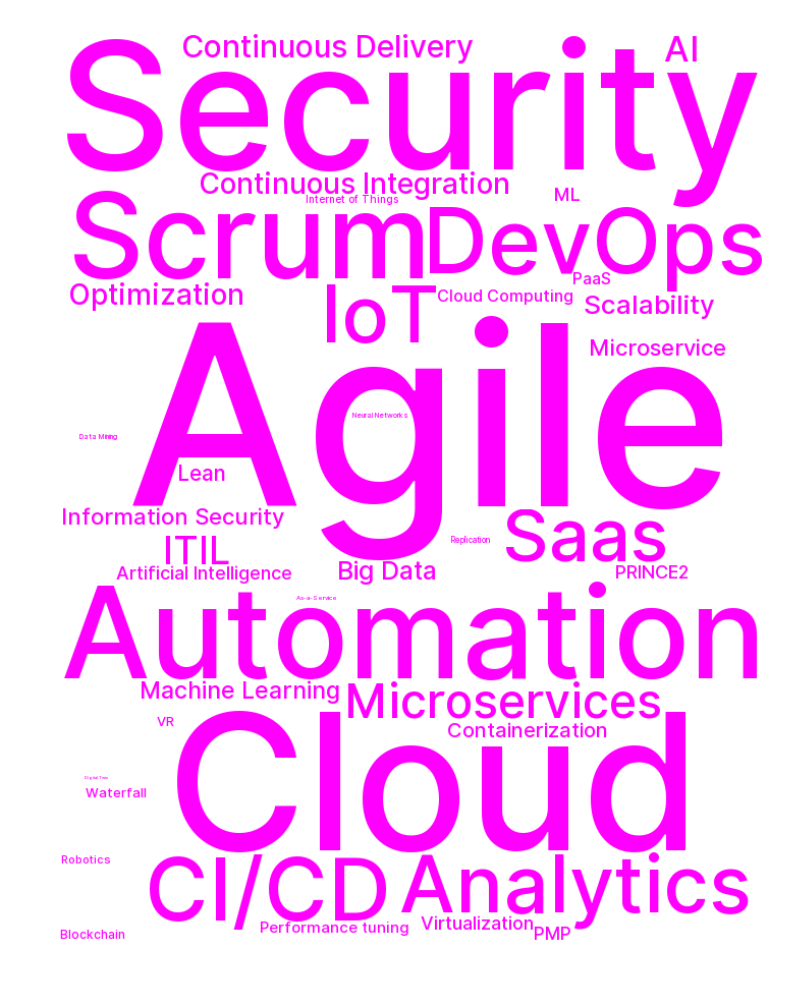 Continuous Delivery
AI
Security
Continuous Integration
ML
Internet of Things
Scrum
DevOps
PaaS
Optimization
IoT
Cloud Computing
Scalability
Microservice
Agile
Neural Networks
Data Mining
Lean
Information Security
Saas
ITIL
Replication
Artificial Intelligence
Big Data
PRINCE2
As-a-Service
Automation
Machine Learning
Microservices
VR
Containerization
Cloud
Digital Twin
Waterfall
Robotics
CI/CD
Analytics
Performance tuning
Virtualization
PMP
Blockchain